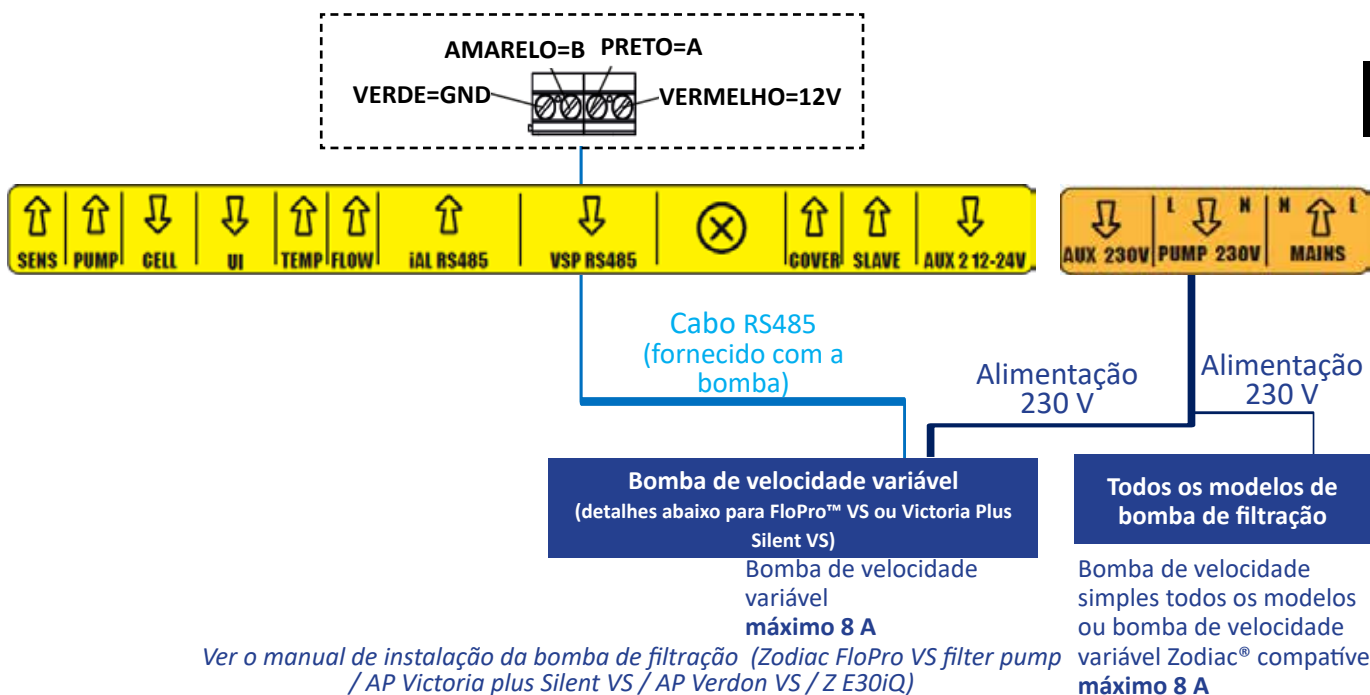 AMARELO=B PRETO=A
VERDE=GND VERMELHO=12V
SENS PUMP CELL UI TEMP FLOW iAL RS485 VSP RS485 COVER SLAVE AUX 2 12-24V
L N N L
AUX 230V PUMP 230V MAINS
Cabo RS485
(fornecido com a
bomba)
Alimentação
230 V
Alimentação
230 V
Bomba de velocidade variável
(detalhes abaixo para FloPro™ VS ou Victoria Plus
Silent VS)
Bomba de velocidade
variável
máximo 8 A
Ver o manual de instalação da bomba de filtração (Zodiac FloPro VS filter pump
/ AP Victoria plus Silent VS / AP Verdon VS / Z E30iQ)
Todos os modelos de
bomba de filtração
Bomba de velocidade
simples todos os modelos
ou bomba de velocidade
variável Zodiac® compatíve
máximo 8 A